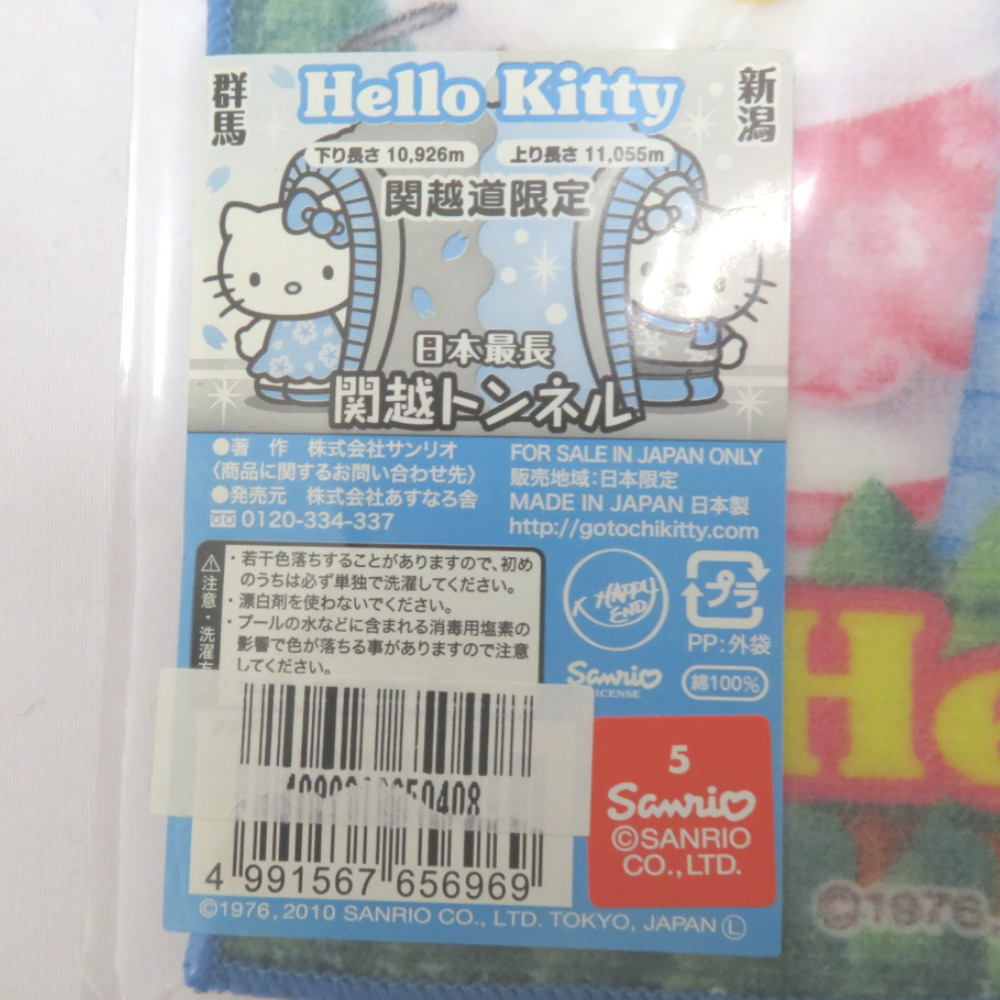 群馬
Hello Kitty
新潟
下り長さ 10,926m
上り長さ 11,055m
関越道限定
日本最長
関越トンネル
●著 作 株式会社サンリオ
〈商品に関するお問い合わせ先〉
●発売元 株式会社あすなろ舎
0120-334-337
FOR SALE IN JAPAN ONLY
販売地域:日本限定
MADE IN JAPAN 日本製
http://gotochikitty.com
注意・洗濯方
・若干色落ちすることがありますので、初め
のうちは必ず単独で洗濯してください。
・漂白剤を使わないでください。
・プールの水などに含まれる消毒用塩素の
影響で色が落ちる事がありますので注意
してください。
HAPPY
END
プラ
PP:外袋
Sanrio
LICENSE
綿100%
5
Sanrio
©SANRIO
CO.,LTD.
4 991567 656969
©1976, 2010 SANRIO CO., LTD. TOKYO, JAPAN Ⓛ
He
©1976,